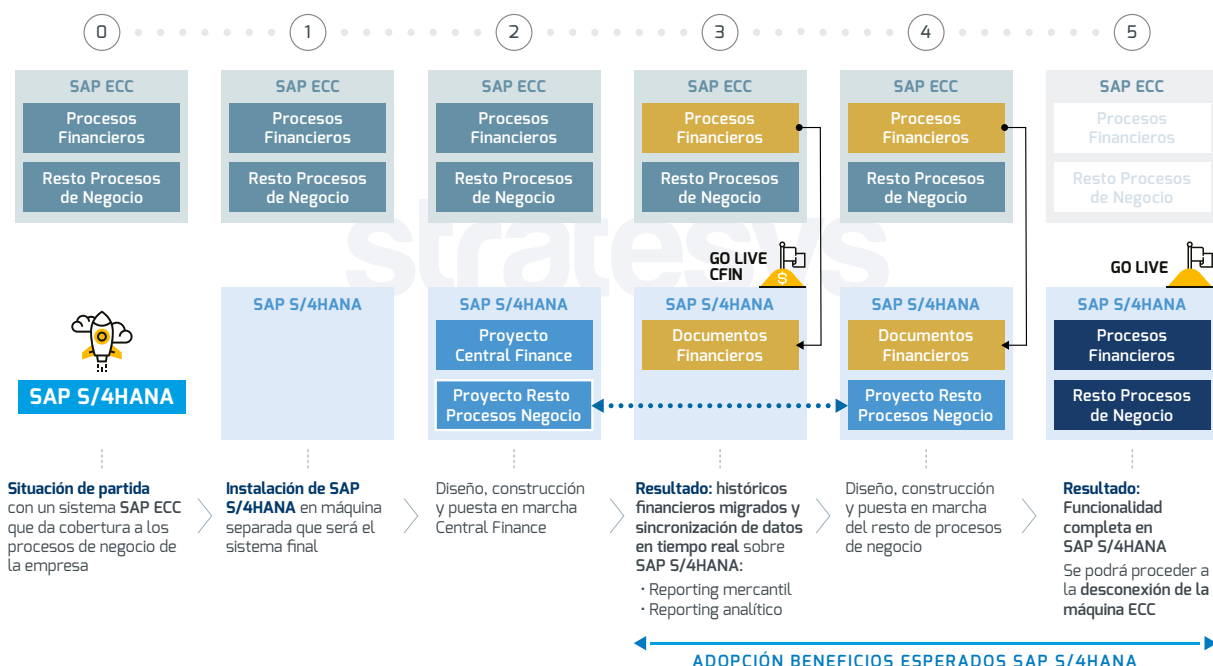 0
1
2
3
4
5
SAP ECC
Procesos
Financieros
Resto Procesos
de Negocio
SAP ECC
Procesos
Financieros
Resto Procesos
de Negocio
SAP ECC
Procesos
Financieros
Resto Procesos
de Negocio
SAP ECC
Procesos
Financieros
Resto Procesos
de Negocio
SAP ECC
Procesos
Financieros
Resto Procesos
de Negocio
SAP ECC
Procesos
Financieros
Resto Procesos
de Negocio
stratesys
GO LIVE
CFIN
$
GO LIVE
SAP S/4HANA
SAP S/4HANA
SAP S/4HANA
Proyecto
Central Finance
Proyecto Resto
Procesos Negocio
SAP S/4HANA
Documentos
Financieros
SAP S/4HANA
Documentos
Financieros
Proyecto Resto
Procesos Negocio
SAP S/4HANA
Procesos
Financieros
Resto Procesos
de Negocio
Situación de partida
con un sistema SAP ECC
que da cobertura a los
procesos de negocio de
la empresa
Instalación de SAP
S/4HANA en máquina
separada que será el
sistema final
Diseño, construcción
y puesta en marcha
Central Finance
Resultado: históricos
financieros migrados y
sincronización de datos
en tiempo real sobre
SAP S/4HANA:
· Reporting mercantil
· Reporting analítico
Diseño, construcción
y puesta en marcha
del resto de procesos
de negocio
Resultado:
Funcionalidad
completa en
SAP S/4HANA
Se podrá proceder a
la desconexión de la
máquina ECC
ADOPCIÓN BENEFICIOS ESPERADOS SAP S/4HANA